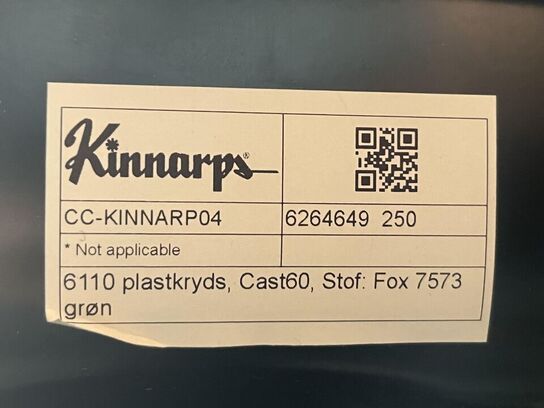 Kinnarps®
CC-KINNARP04
6264649 250
* Not applicable
6110 plastkryds, Cast60, Stof: Fox 7573
grøn